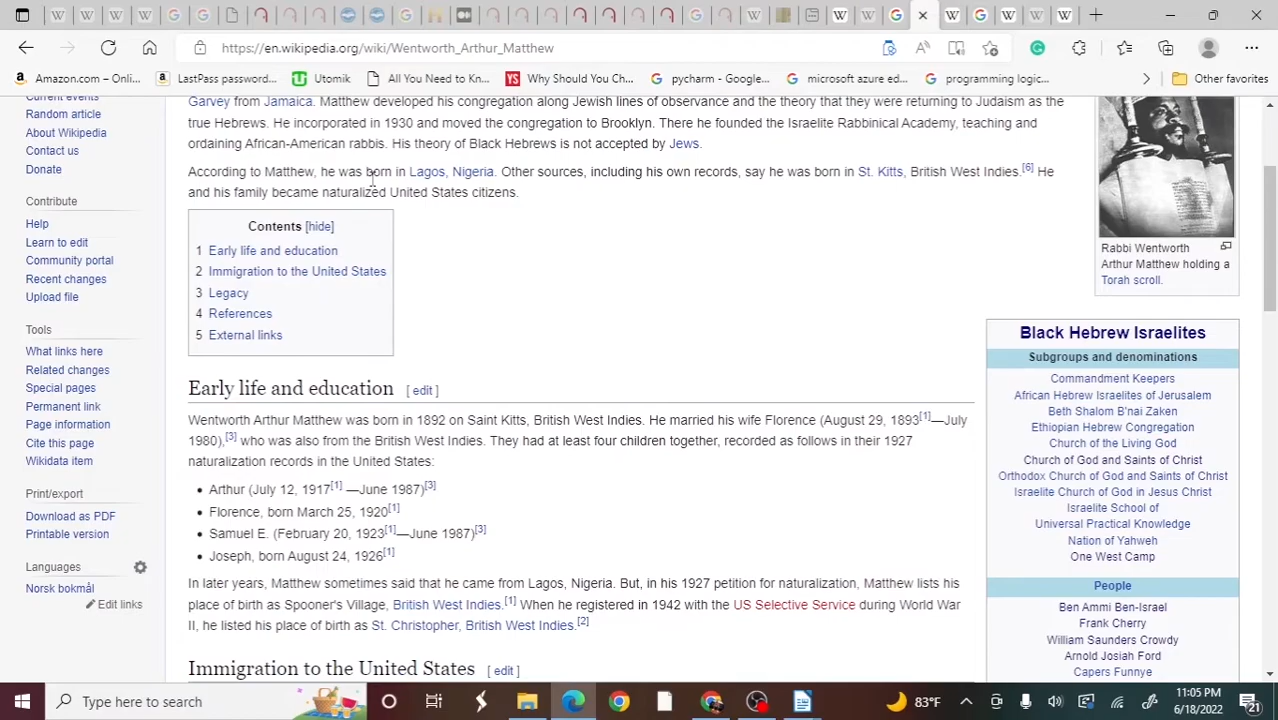 https://en.wikipedia.org/wiki/Wentworth_Arthur_Matthew
Amazon.com – Onli...
LastPass password...
Utomik
All You Need to Kn...
Why Should You Ch...
pycharm - Google...
microsoft azure ed...
programming logic...
Other favorites
Current events
Random article
About Wikipedia
Contact us
Donate
Contribute
Help
Learn to edit
Community portal
Recent changes
Upload file
Tools
What links here
Related changes
Special pages
Permanent link
Page information
Cite this page
Wikidata item
Print/export
Download as PDF
Printable version
Languages
Norsk bokmål
Edit links
Garvey from Jamaica. Matthew developed his congregation along Jewish lines of observance and the theory that they were returning to Judaism as the
true Hebrews. He incorporated in 1930 and moved the congregation to Brooklyn. There he founded the Israelite Rabbinical Academy, teaching and
ordaining African-American rabbis. His theory of Black Hebrews is not accepted by Jews.
According to Matthew, he was born in Lagos, Nigeria. Other sources, including his own records, say he was born in St. Kitts, British West Indies.[6] He
and his family became naturalized United States citizens.
Contents [hide]
1 Early life and education
2 Immigration to the United States
3 Legacy
4 References
5 External links
Early life and education [ edit ]
Wentworth Arthur Matthew was born in 1892 on Saint Kitts, British West Indies. He married his wife Florence (August 29, 1893[1]—July
1980),[3] who was also from the British West Indies. They had at least four children together, recorded as follows in their 1927
naturalization records in the United States:
• Arthur (July 12, 1917[1] —June 1987)[3]
• Florence, born March 25, 1920[1]
• Samuel E. (February 20, 1923[1]—June 1987)[3]
• Joseph, born August 24, 1926[1]
In later years, Matthew sometimes said that he came from Lagos, Nigeria. But, in his 1927 petition for naturalization, Matthew lists his
place of birth as Spooner's Village, British West Indies.[1] When he registered in 1942 with the US Selective Service during World War
II, he listed his place of birth as St. Christopher, British West Indies.[2]
Immigration to the United States [ edit ]
Rabbi Wentworth
Arthur Matthew holding a
Torah scroll.
Black Hebrew Israelites
Subgroups and denominations
Commandment Keepers
African Hebrew Israelites of Jerusalem
Beth Shalom B'nai Zaken
Ethiopian Hebrew Congregation
Church of the Living God
Church of God and Saints of Christ
Orthodox Church of God and Saints of Christ
Israelite Church of God in Jesus Christ
Israelite School of
Universal Practical Knowledge
Nation of Yahweh
One West Camp
People
Ben Ammi Ben-Israel
Frank Cherry
William Saunders Crowdy
Arnold Josiah Ford
Capers Funnye
Type here to search
83°F
11:05 PM
6/18/2022
21